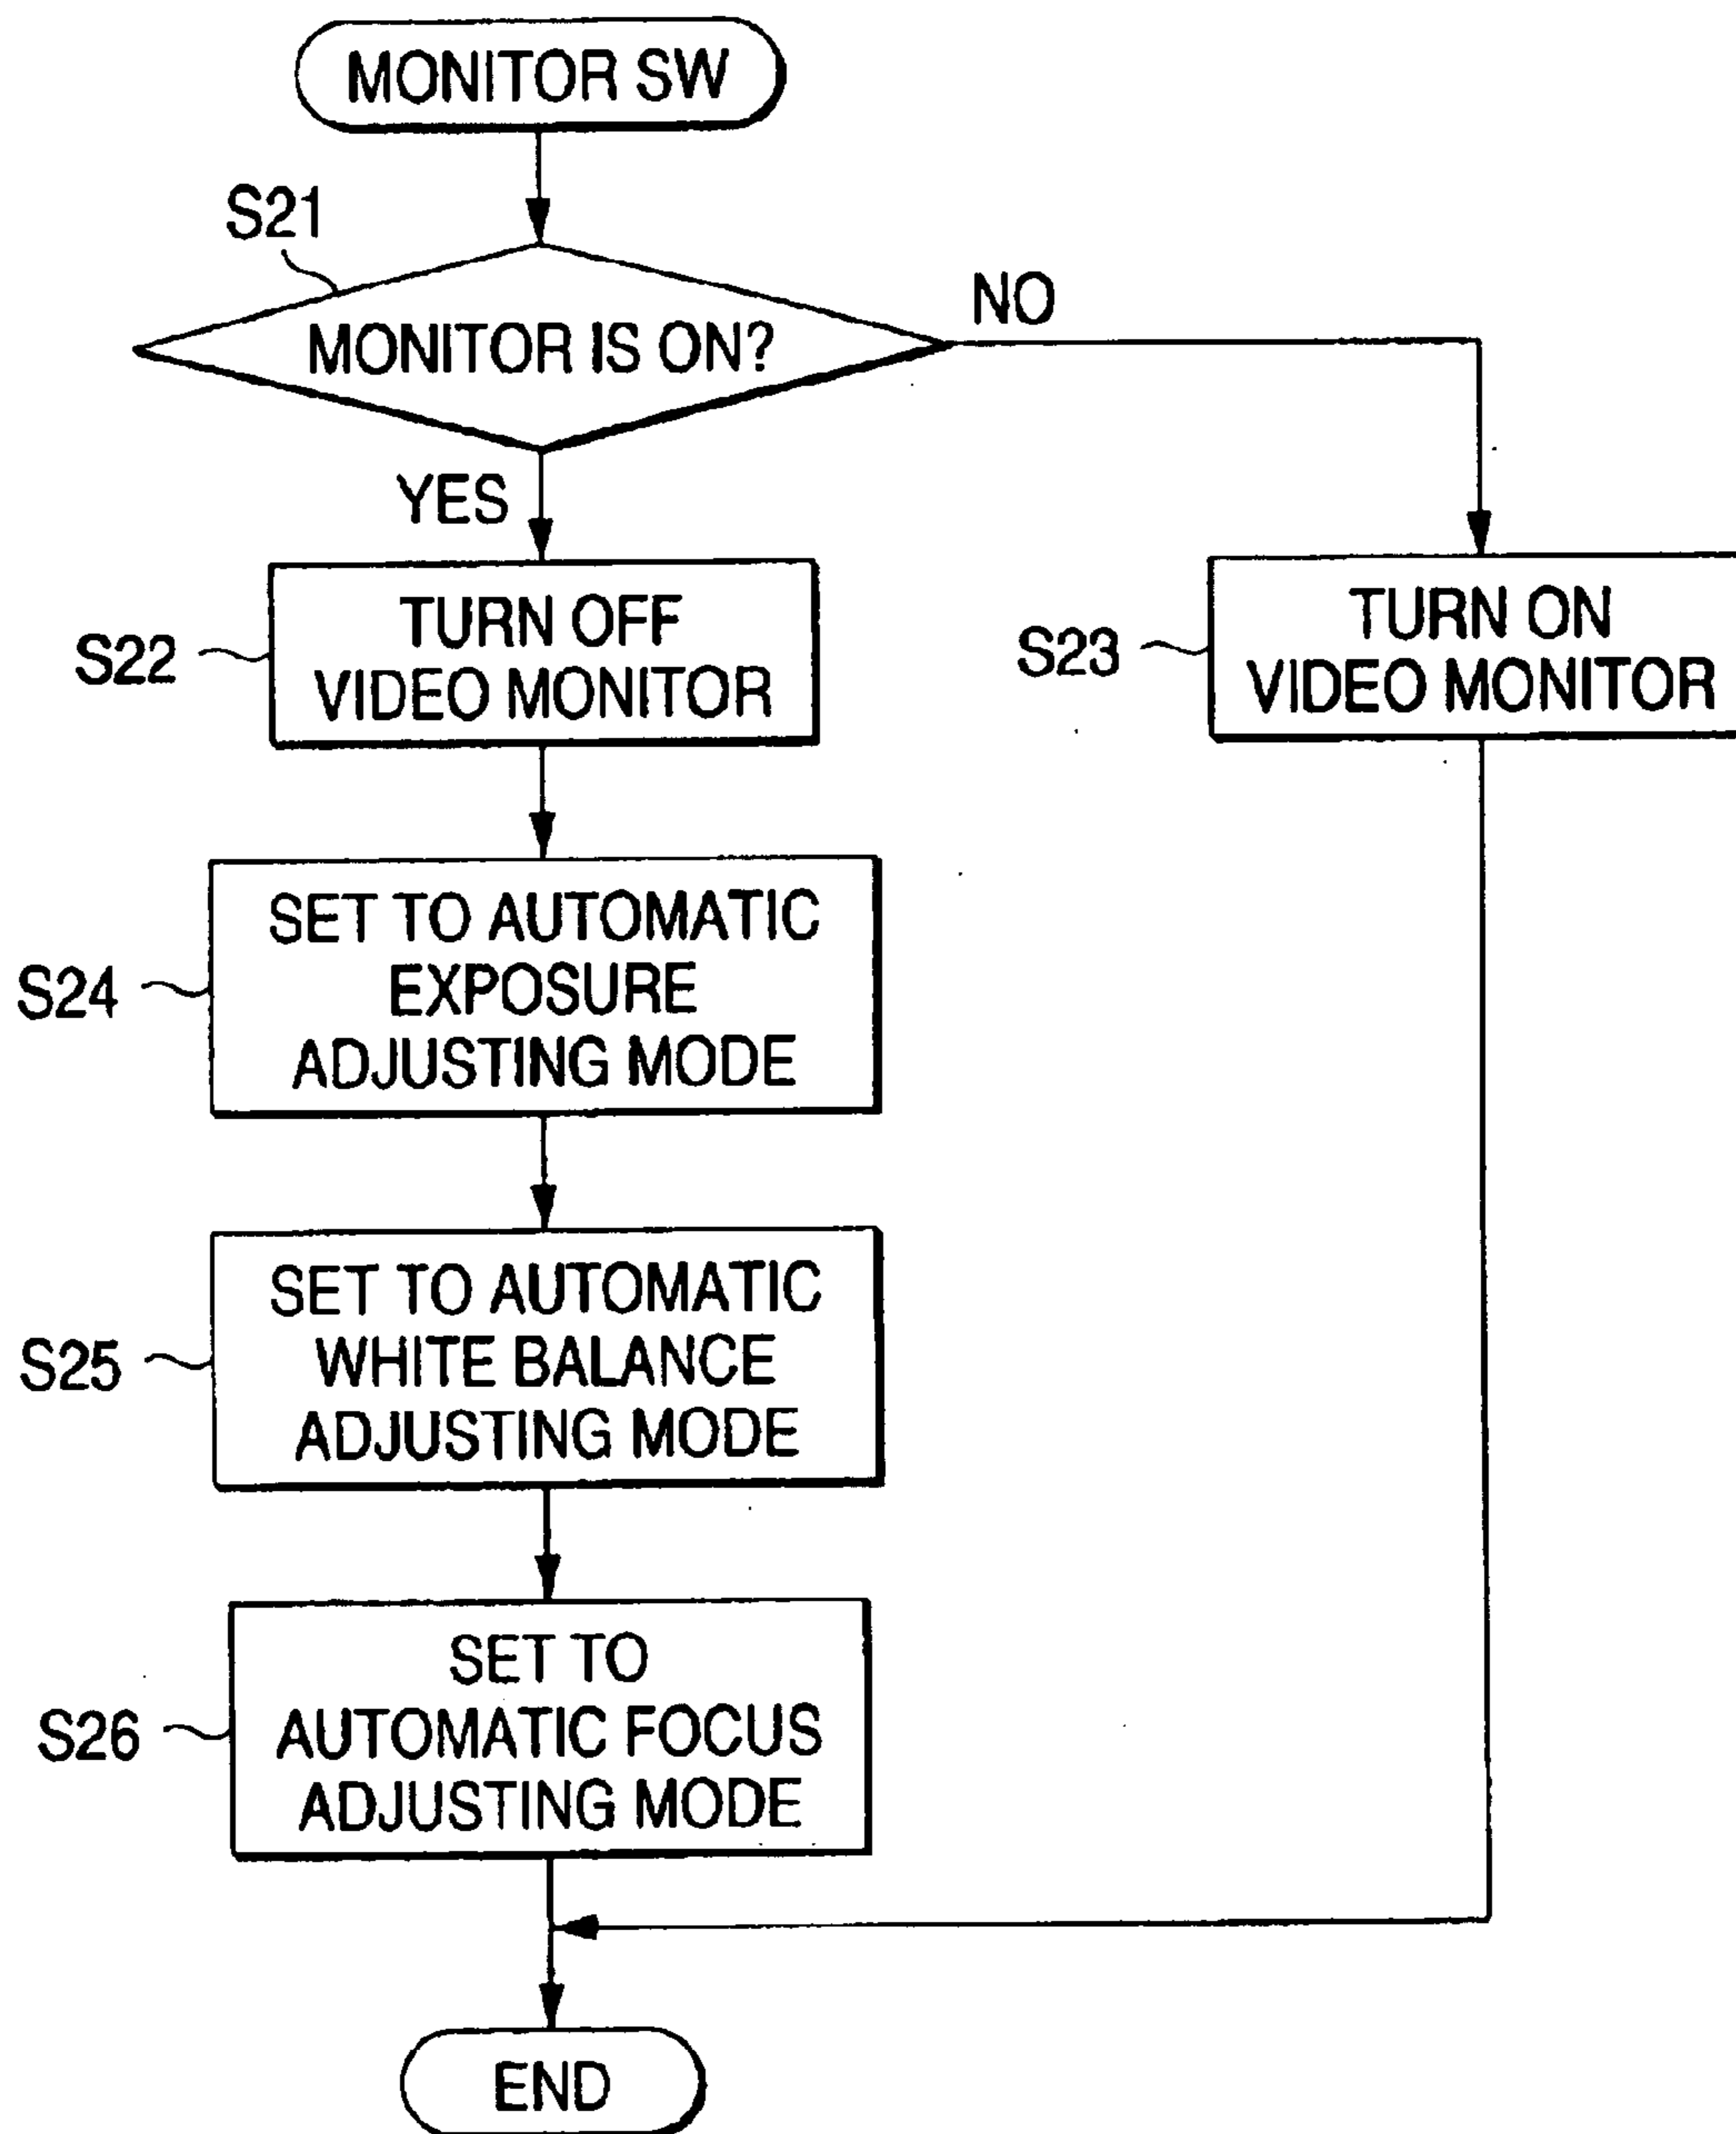 MONITOR SW
S21
MONITOR IS ON?
NO
YES
S22
TURN OFF
VIDEO MONITOR
S23
TURN ON
VIDEO MONITOR
S24
SET TO AUTOMATIC
EXPOSURE
ADJUSTING MODE
S25
SET TO AUTOMATIC
WHITE BALANCE
ADJUSTING MODE
S26
SET TO
AUTOMATIC FOCUS
ADJUSTING MODE
END